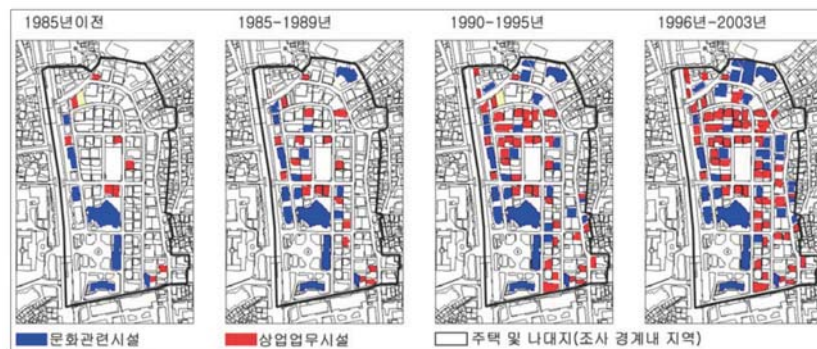 1985년이전 1985-1989년 1990-1995년 1996년-2003년
문화관련시설 상업업무시설 주택 및 나대지(조사 경계내 지역)